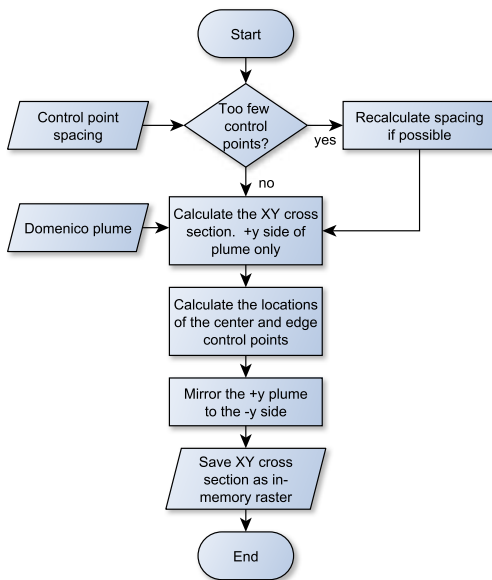 Start
Control point
spacing
Too few
control
points?
yes
Recalculate spacing
if possible
no
Domenico plume
Calculate the XY cross
section.  +y side of
plume only
Calculate the locations
of the center and edge
control points
Mirror the +y plume
to the -y side
Save XY cross
section as in-
memory raster
End